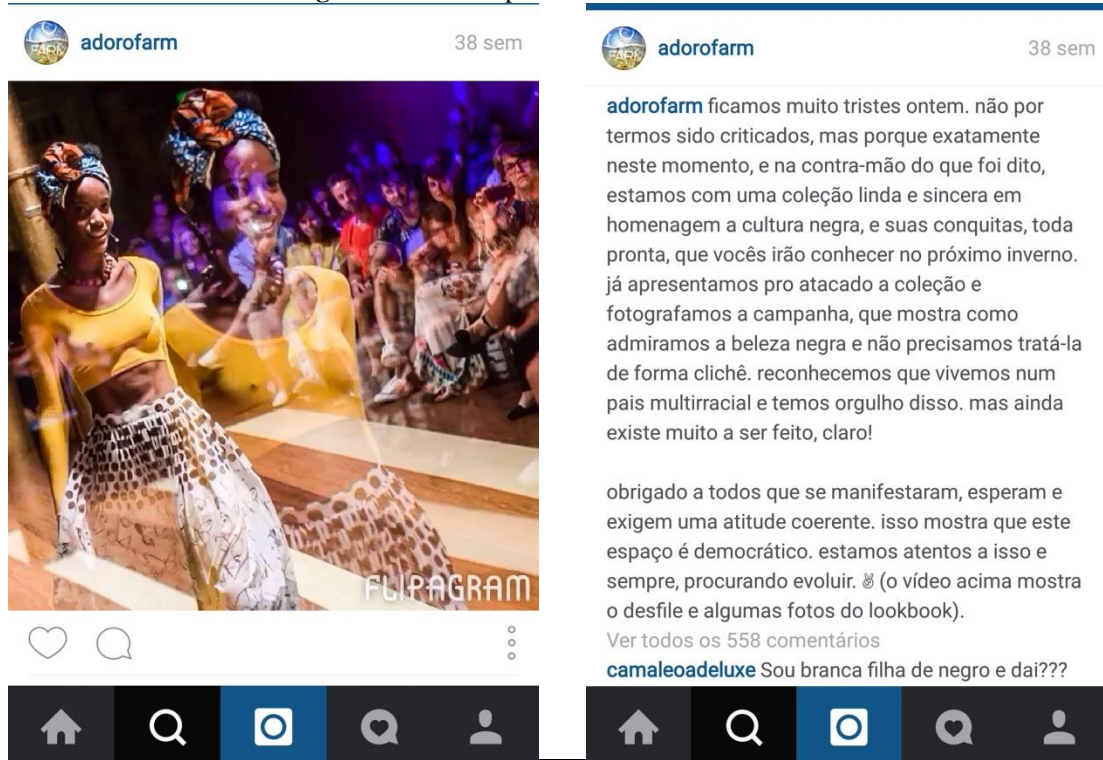 adorofarm 38 sem
FARM
FLIPAGRAM
adorofarm 38 sem
adorofarm ficamos muito tristes ontem. não por
termos sido criticados, mas porque exatamente
neste momento, e na contra-mão do que foi dito,
estamos com uma coleção linda e sincera em
homenagem a cultura negra, e suas conquitas, toda
pronta, que vocês irão conhecer no próximo inverno.
já apresentamos pro atacado a coleção e
fotografamos a campanha, que mostra como
admiramos a beleza negra e não precisamos tratá-la
de forma clichê. reconhecemos que vivemos num
pais multirracial e temos orgulho disso. mas ainda
existe muito a ser feito, claro!
obrigado a todos que se manifestaram, esperam e
exigem uma atitude coerente. isso mostra que este
espaço é democrático. estamos atentos a isso e
sempre, procurando evoluir. ✌ (o vídeo acima mostra
o desfile e algumas fotos do lookbook).
Ver todos os 558 comentários
camaleoadeluxe Sou branca filha de negro e dai???